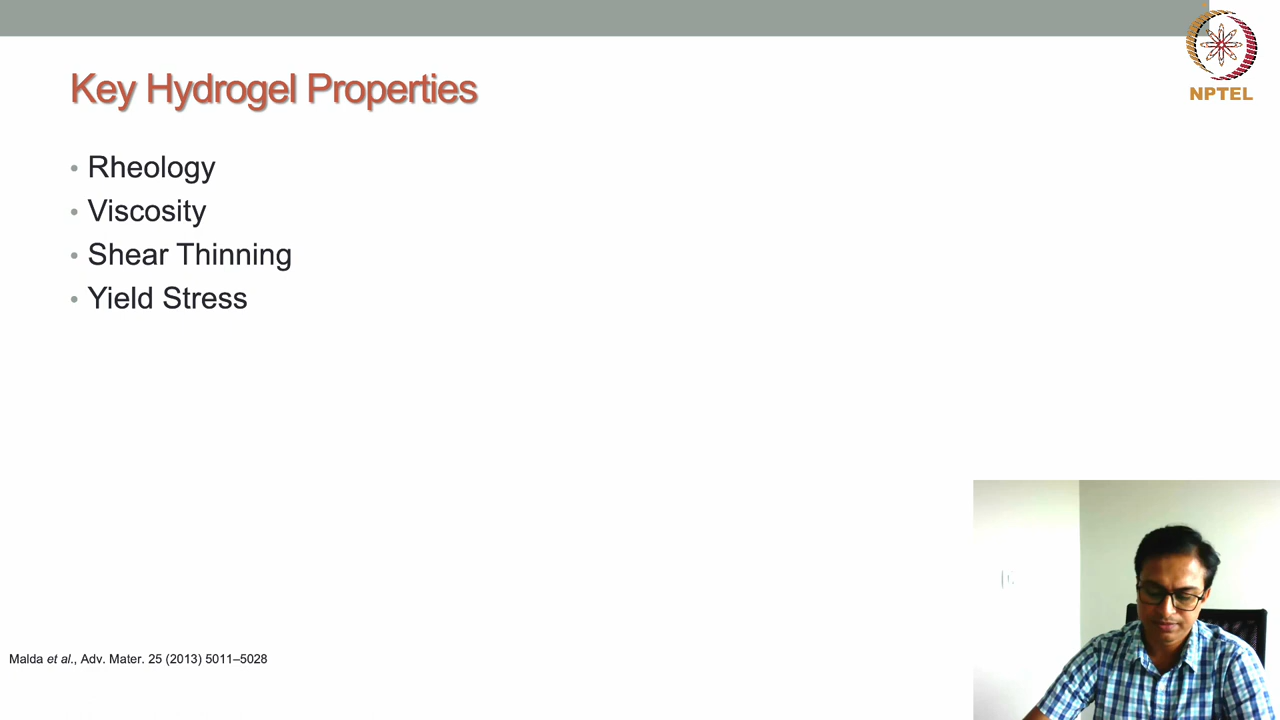 NPTEL
Key Hydrogel Properties
• Rheology
• Viscosity
• Shear Thinning
• Yield Stress
Malda et al., Adv. Mater. 25 (2013) 5011–5028